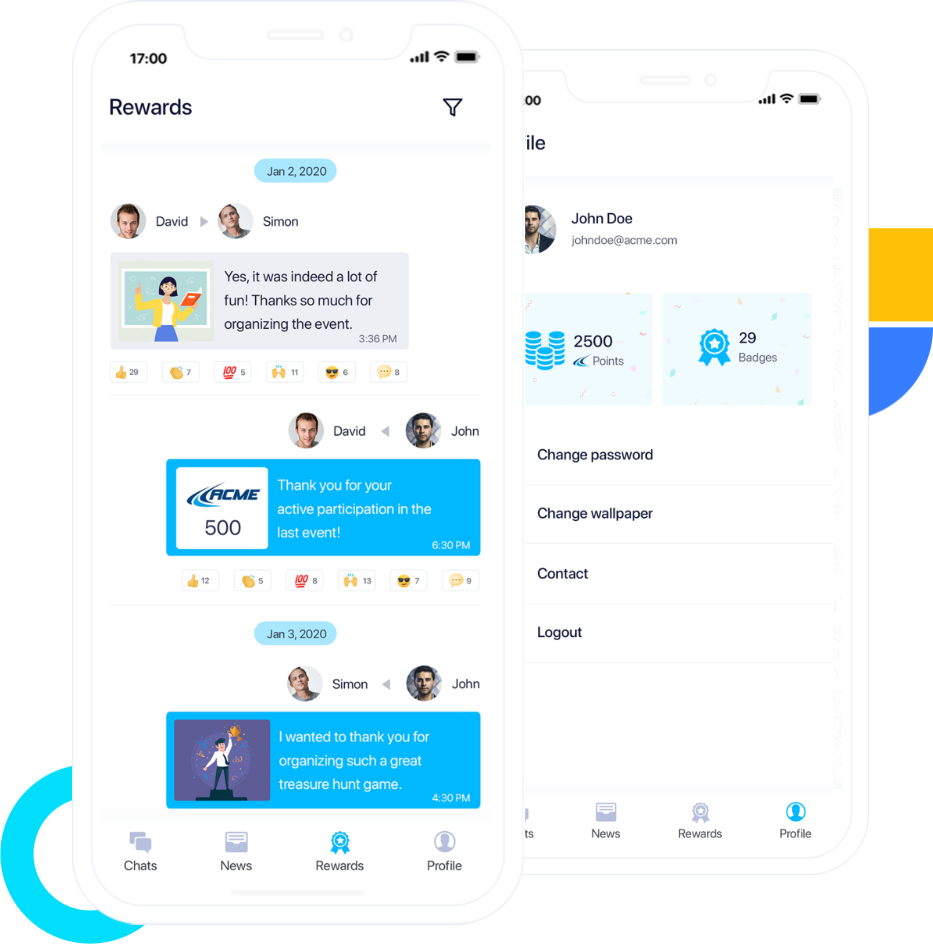 17:00
Rewards
Jan 2, 2020
David
Simon
Yes, it was indeed a lot of
fun! Thanks so much for
organizing the event.
3:36 PM
29
7
💯 5
11
6
8
David
John
ACME
500
Thank you for your
active participation in the
last event!
6:30 PM
12
5
💯 8
13
7
9
Jan 3, 2020
Simon
John
I wanted to thank you for
organizing such a great
treasure hunt game.
4:30 PM
Chats
News
Rewards
Profile
00
ile
John Doe
johndoe@acme.com
2500
Points
29
Badges
Change password
Change wallpaper
Contact
Logout
ts
News
Rewards
Profile